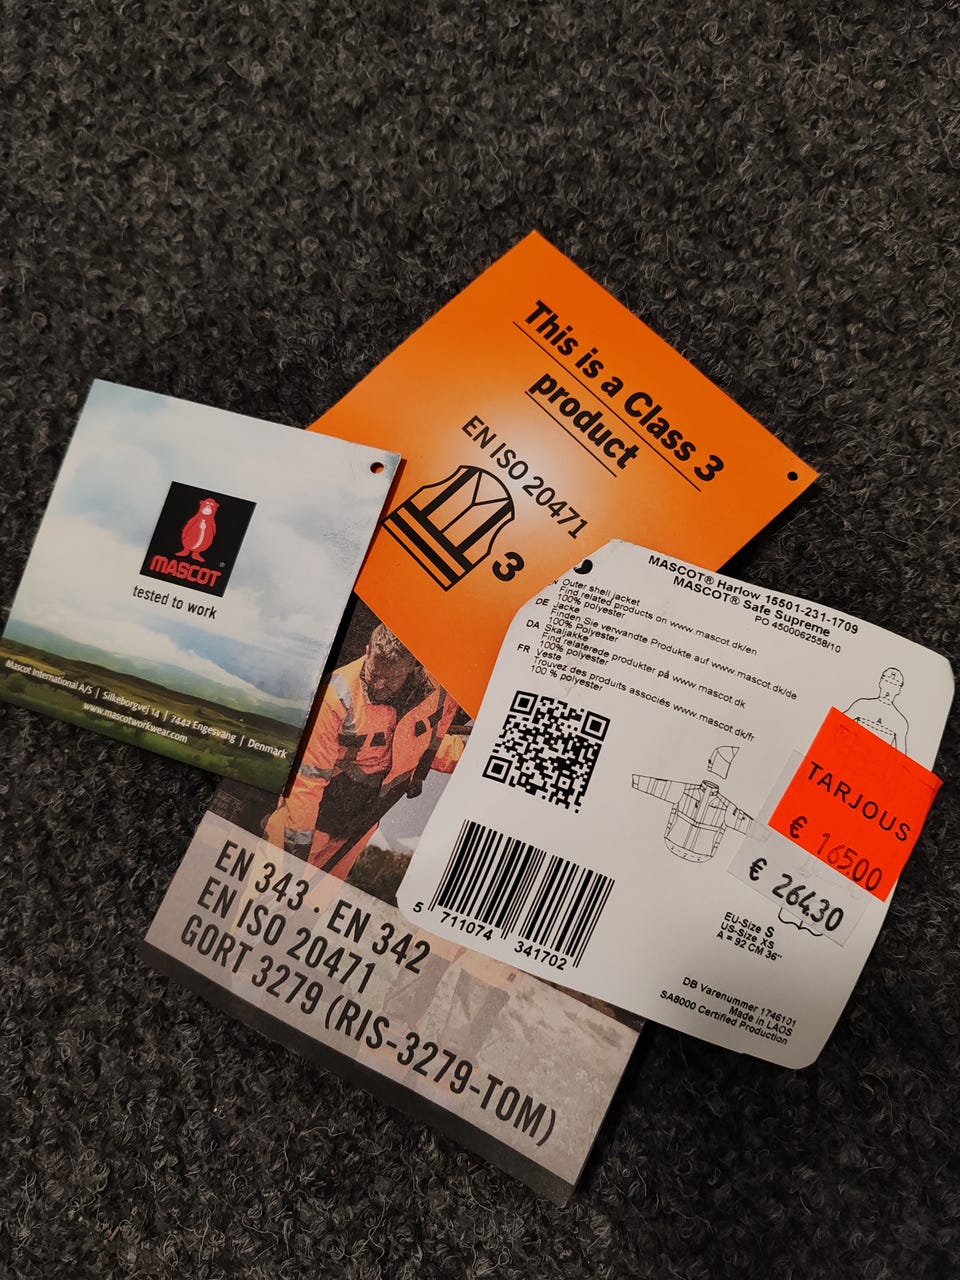 This is a Class 3
product
EN ISO 20471
3
MASCOT®
tested to work
Mascot International A/S | Silkeborgvej 14 | 7442 Engesvang | Denmark
www.mascotworkwear.com
MASCOT® Harlow 15501-231-1709
MASCOT® Safe Supreme
PO 4500062558/10
EN Outer shell jacket
Find related products on www.mascot.dk/en
100% polyester
DE Jacke
Finden Sie verwandte Produkte auf www.mascot.dk/de
100% Polyester
DA Skaljakke
Find relaterede produkter på www.mascot.dk
100% polyester
FR Veste
Trouvez des produits associés www.mascot.dk/fr
100 % polyester
A
TARJOUS
€ 165.00
€ 264.30
5 711074 341702
EU-Size S
US-Size XS
A = 92 CM 36"
DB Varenummer 1746101
Made in LAOS
SA8000 Certified Production
EN 343 · EN 342
EN ISO 20471
GORT 3279 (RIS-3279-TOM)